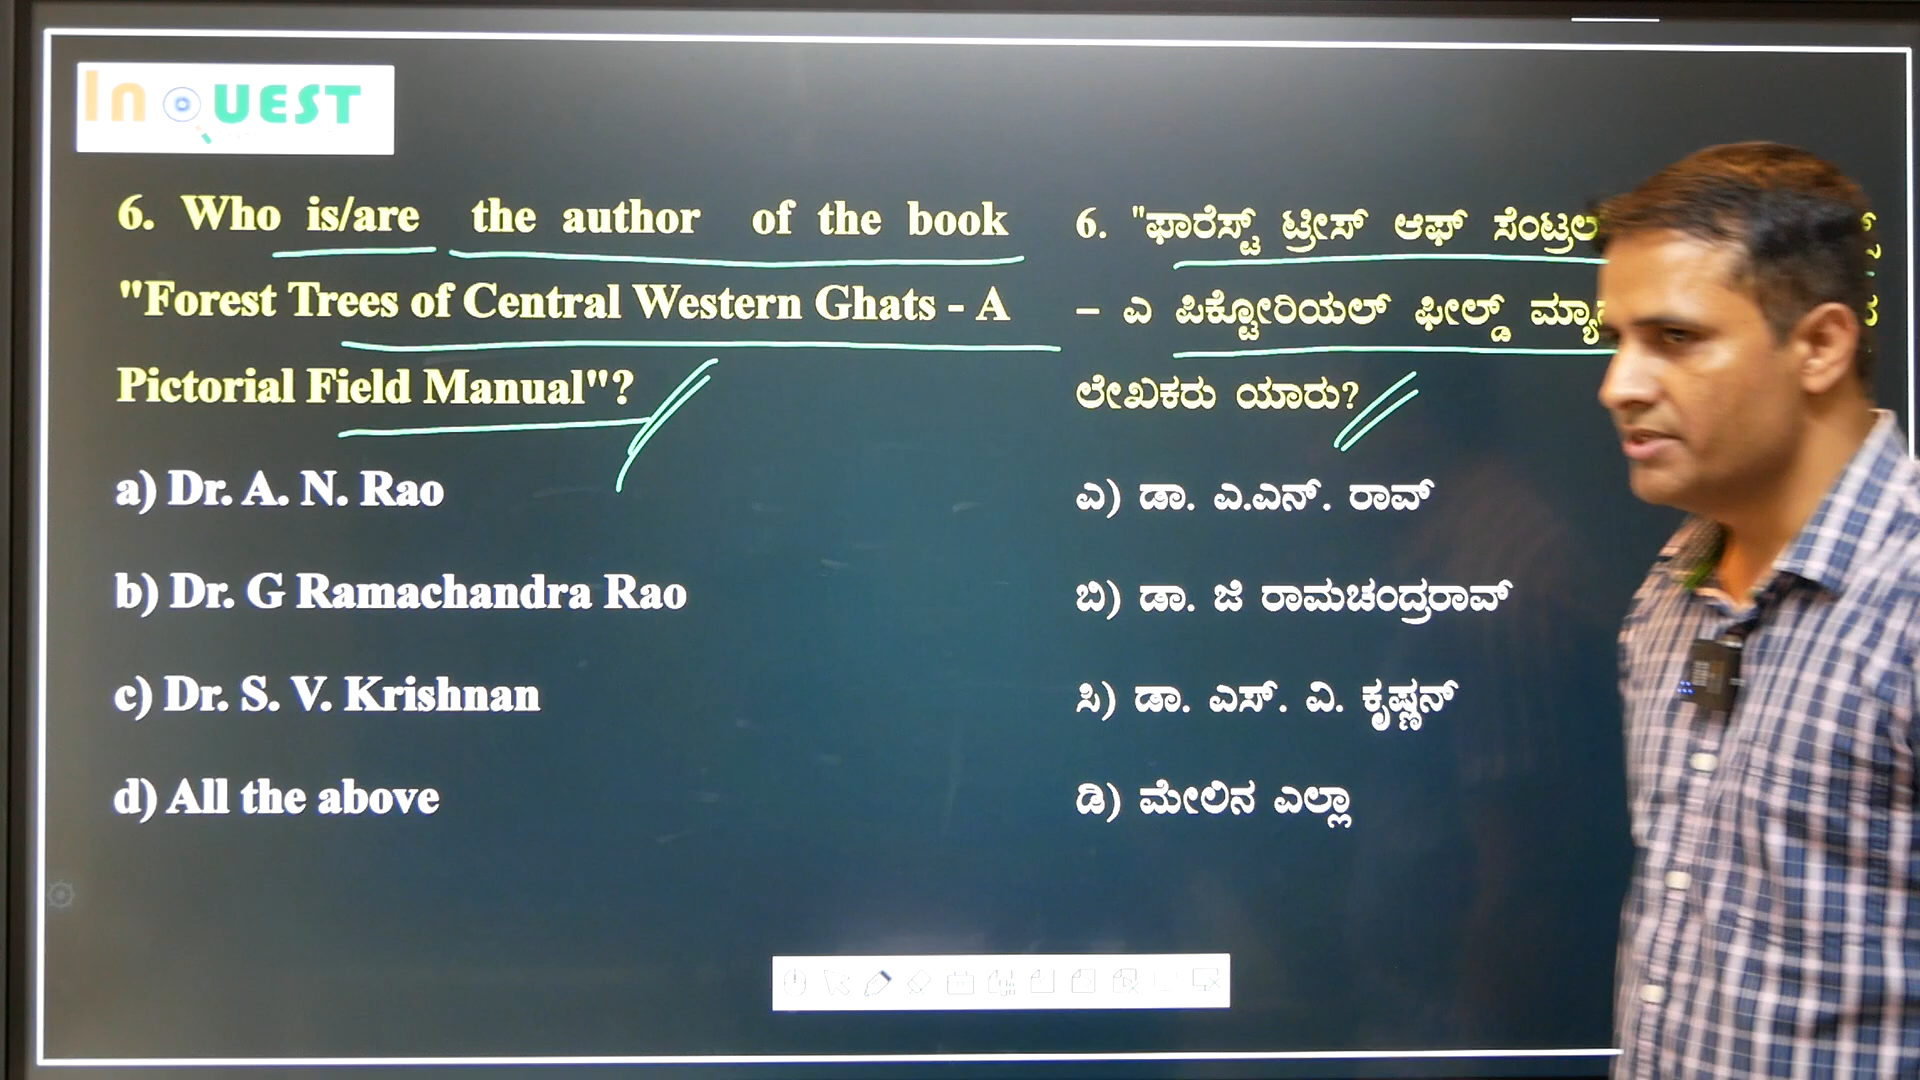 InQUEST
6. Who is/are the author of the book
"Forest Trees of Central Western Ghats - A
Pictorial Field Manual"?
a) Dr. A. N. Rao
b) Dr. G Ramachandra Rao
c) Dr. S. V. Krishnan
d) All the above
6. "ಫಾರೆಸ್ಟ್ ಟ್ರೀಸ್ ಆಫ್
– ಎ ಪಿಕ್ಟೋರಿಯಲ್ ಫೀಲ್ಡ್
ಲೇಖಕರು ಯಾರು?
ಎ) ಡಾ. ಎ.ಎನ್. ರಾವ್
ಬಿ) ಡಾ. ಜಿ ರಾಮಚಂದ್ರರಾವ್
ಸಿ) ಡಾ. ಎಸ್. ವಿ. ಕೃಷ್ಣನ್
ಡಿ) ಮೇಲಿನ ಎಲ್ಲಾ